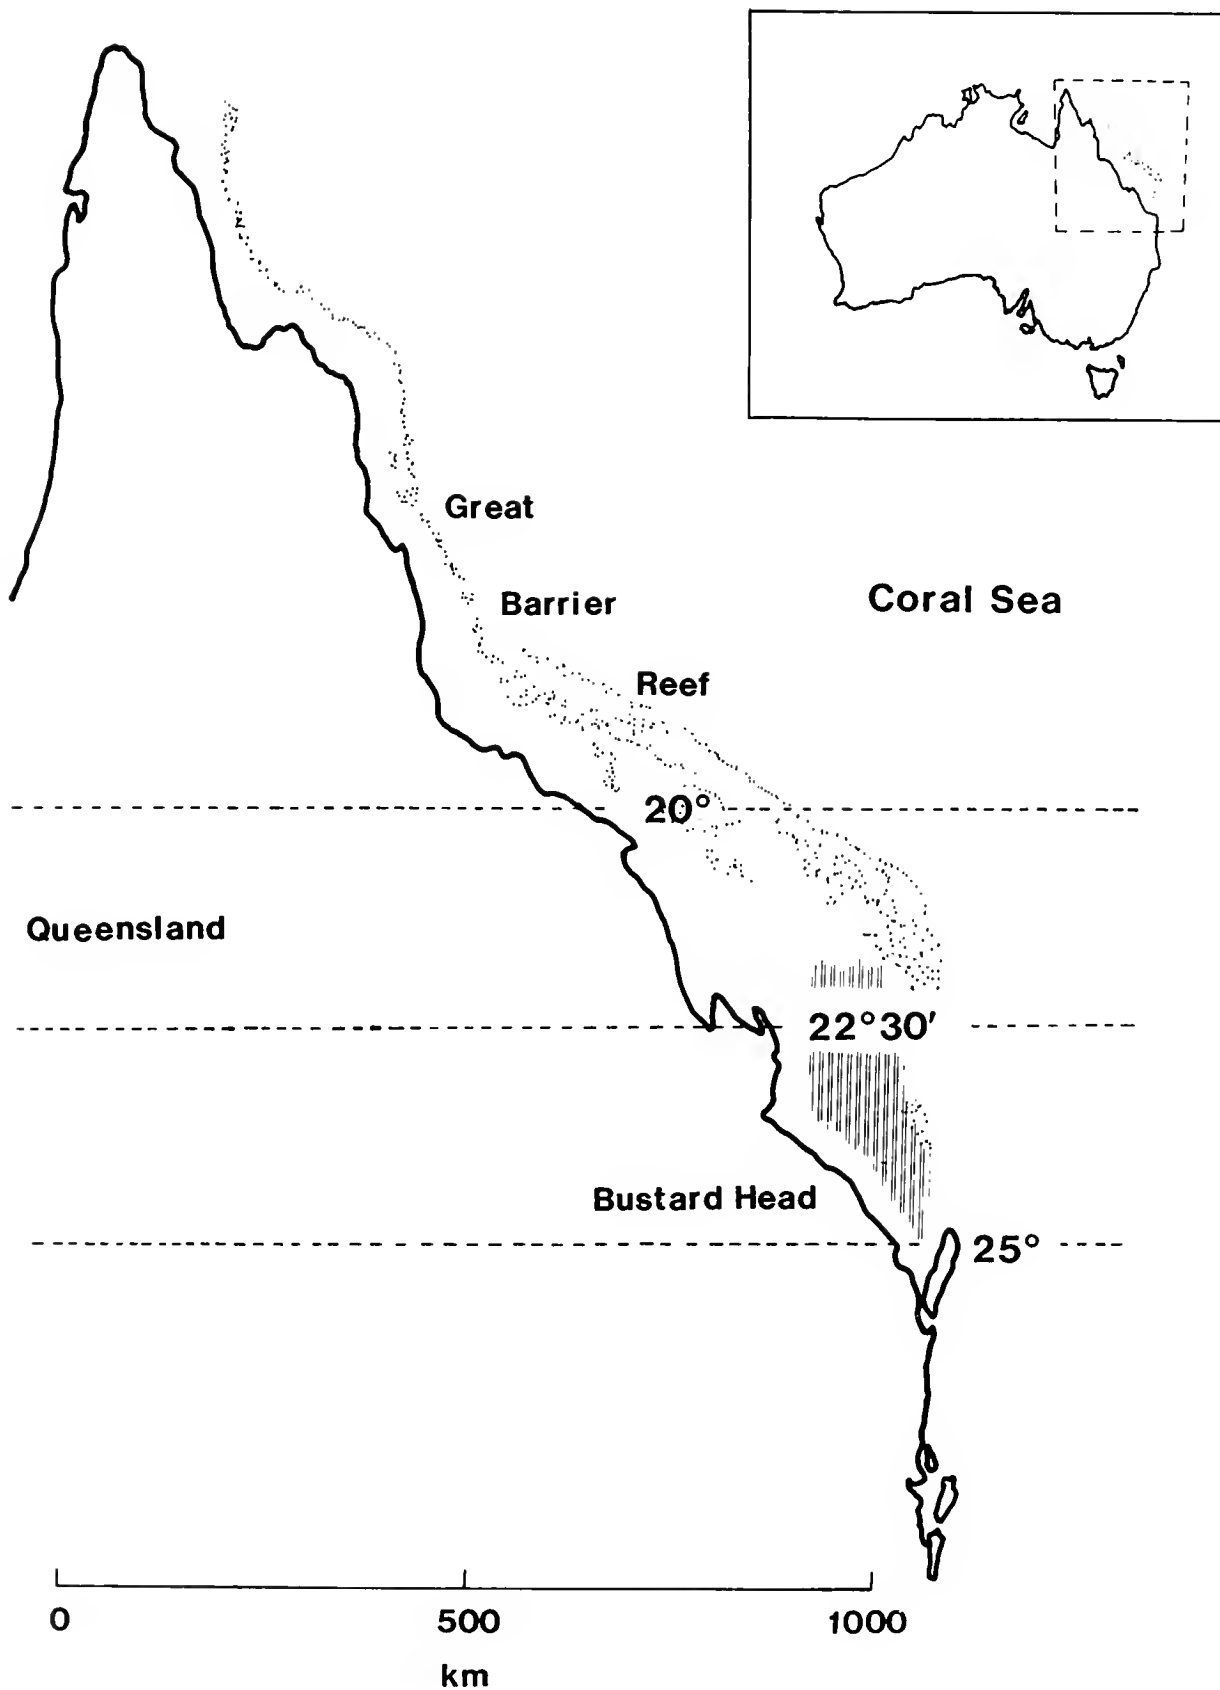 Great
Barrier
Coral Sea
Reef
20°
Queensland
22°30′
Bustard Head
25°
0 500 1000
km